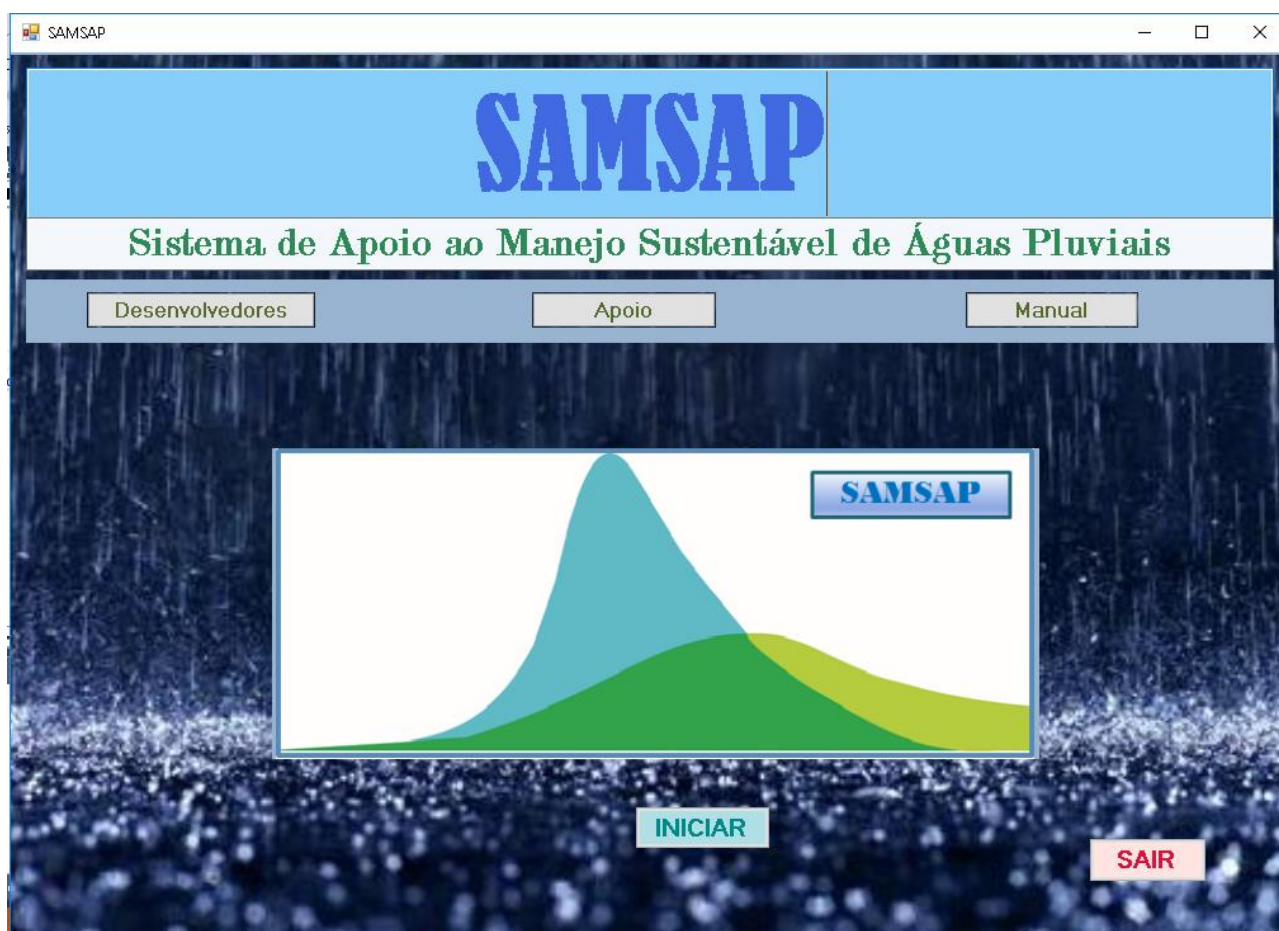 SAMSAP
SAMSAP
Sistema de Apoio ao Manejo Sustentável de Águas Pluviais
Desenvolvedores
Apoio
Manual
SAMSAP
INICIAR
SAIR